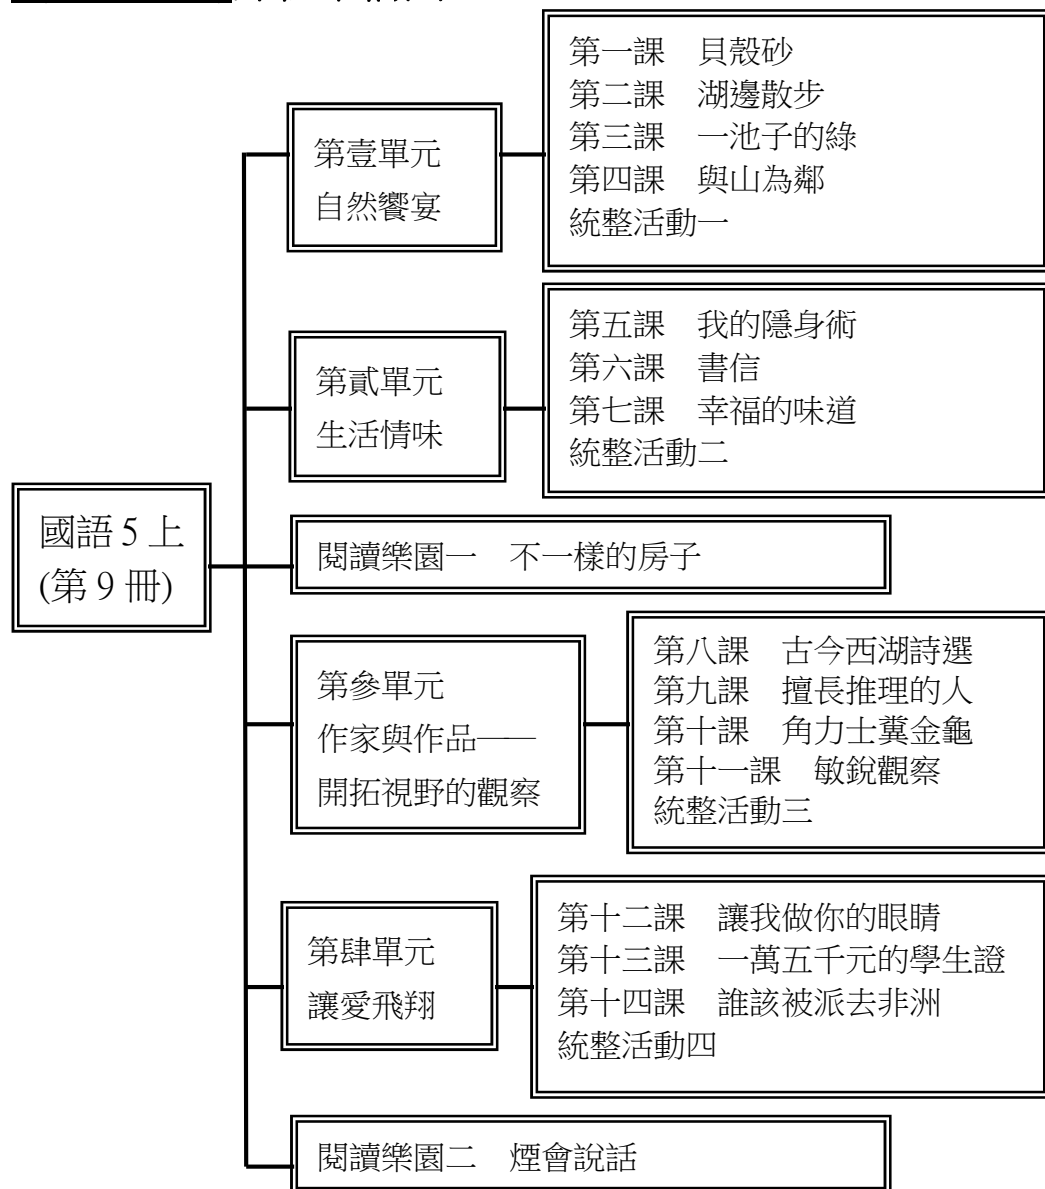 第一課　貝殼砂
第二課　湖邊散步
第三課　一池子的綠
第四課　與山為鄰
統整活動一
第壹單元
自然饗宴
第五課　我的隱身術
第六課　書信
第七課　幸福的味道
統整活動二
第貳單元
生活情味
國語 5 上
(第 9 冊)
閱讀樂園一　不一樣的房子
第八課　古今西湖詩選
第九課　擅長推理的人
第十課　角力士糞金龜
第十一課　敏銳觀察
統整活動三
第參單元
作家與作品——
開拓視野的觀察
第十二課　讓我做你的眼睛
第十三課　一萬五千元的學生證
第十四課　誰該被派去非洲
統整活動四
第肆單元
讓愛飛翔
閱讀樂園二　煙會說話